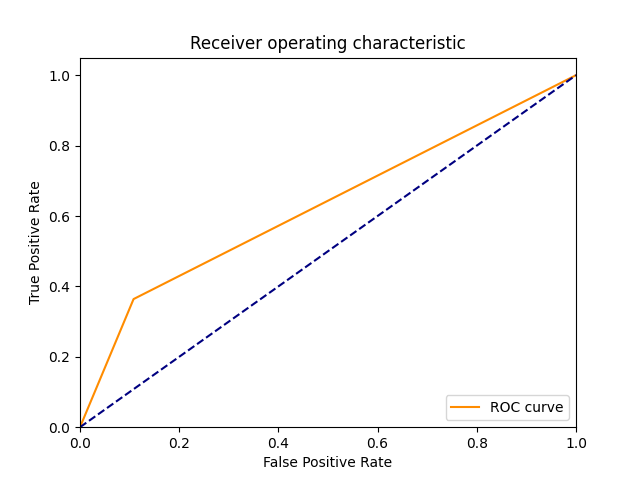 Receiver operating characteristic
1.0
0.8
0.6
0.4
0.2
0.0
True Positive Rate
ROC curve
0.0 0.2 0.4 0.6 0.8 1.0
False Positive Rate